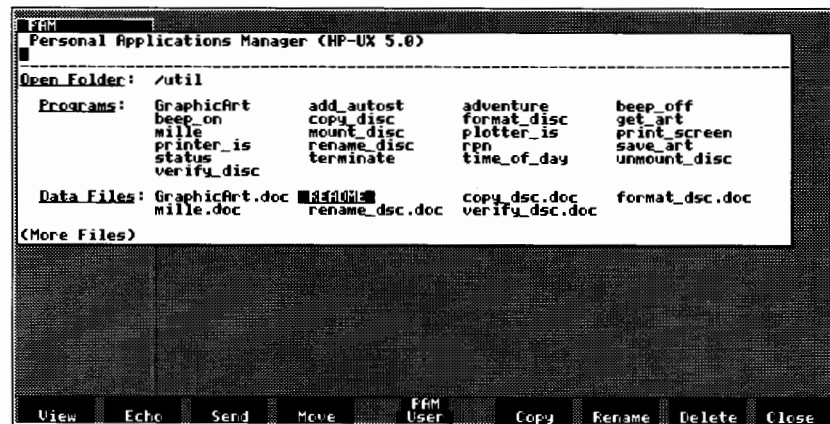 PAM
Personal Applications Manager (HP-UX 5.0)
Open Folder: /util
Programs: GraphicArt add_autost adventure beep_off
beep_on copy_disc format_disc get_art
mille mount_disc plotter_is print_screen
printer_is rename_disc rpn save_art
status terminate time_of_day unmount_disc
verify_disc
Data Files: GraphicArt.doc README copy_dsc.doc format_dsc.doc
mille.doc rename_dsc.doc verify_dsc.doc
(More Files)
View Echo Send Move PAM User Copy Rename Delete Close